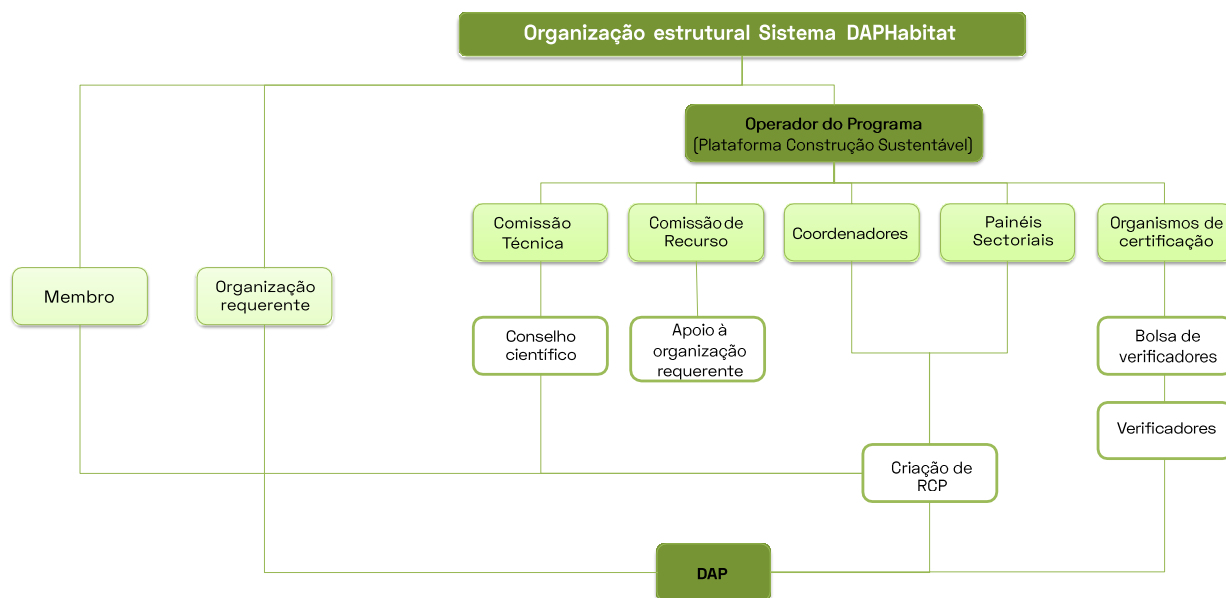 Organização estrutural Sistema DAPHabitat
Operador do Programa
(Plataforma Construção Sustentável)
Comissão
Técnica
Comissão de
Recurso
Coordenadores
Painéis
Sectoriais
Organismos de
certificação
Membro
Organização
requerente
Conselho
científico
Apoio à
organização
requerente
Bolsa de
verificadores
Verificadores
Criação de
RCP
DAP